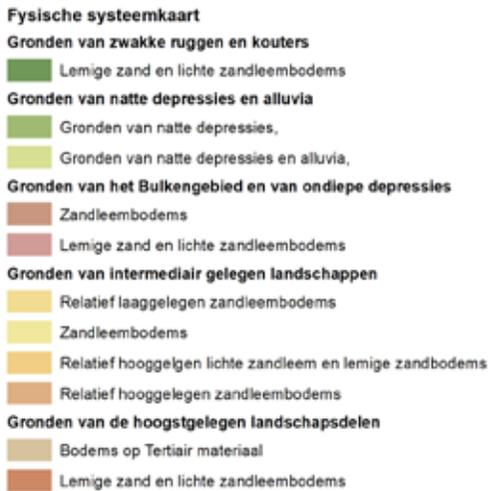 Fysische systeemkaart
Gronden van zwakke ruggen en kouters
Lemige zand en lichte zandleembodems
Gronden van natte depressies en alluvia
Gronden van natte depressies,
Gronden van natte depressies en alluvia,
Gronden van het Bulkengebied en van ondiepe depressies
Zandleembodems
Lemige zand en lichte zandleembodems
Gronden van intermediair gelegen landschappen
Relatief laaggelegen zandleembodems
Zandleembodems
Relatief hooggelgen lichte zandleem en lemige zandbodems
Relatief hooggelegen zandleembodems
Gronden van de hoogstgelegen landschapsdelen
Bodems op Tertiair materiaal
Lemige zand en lichte zandleembodems